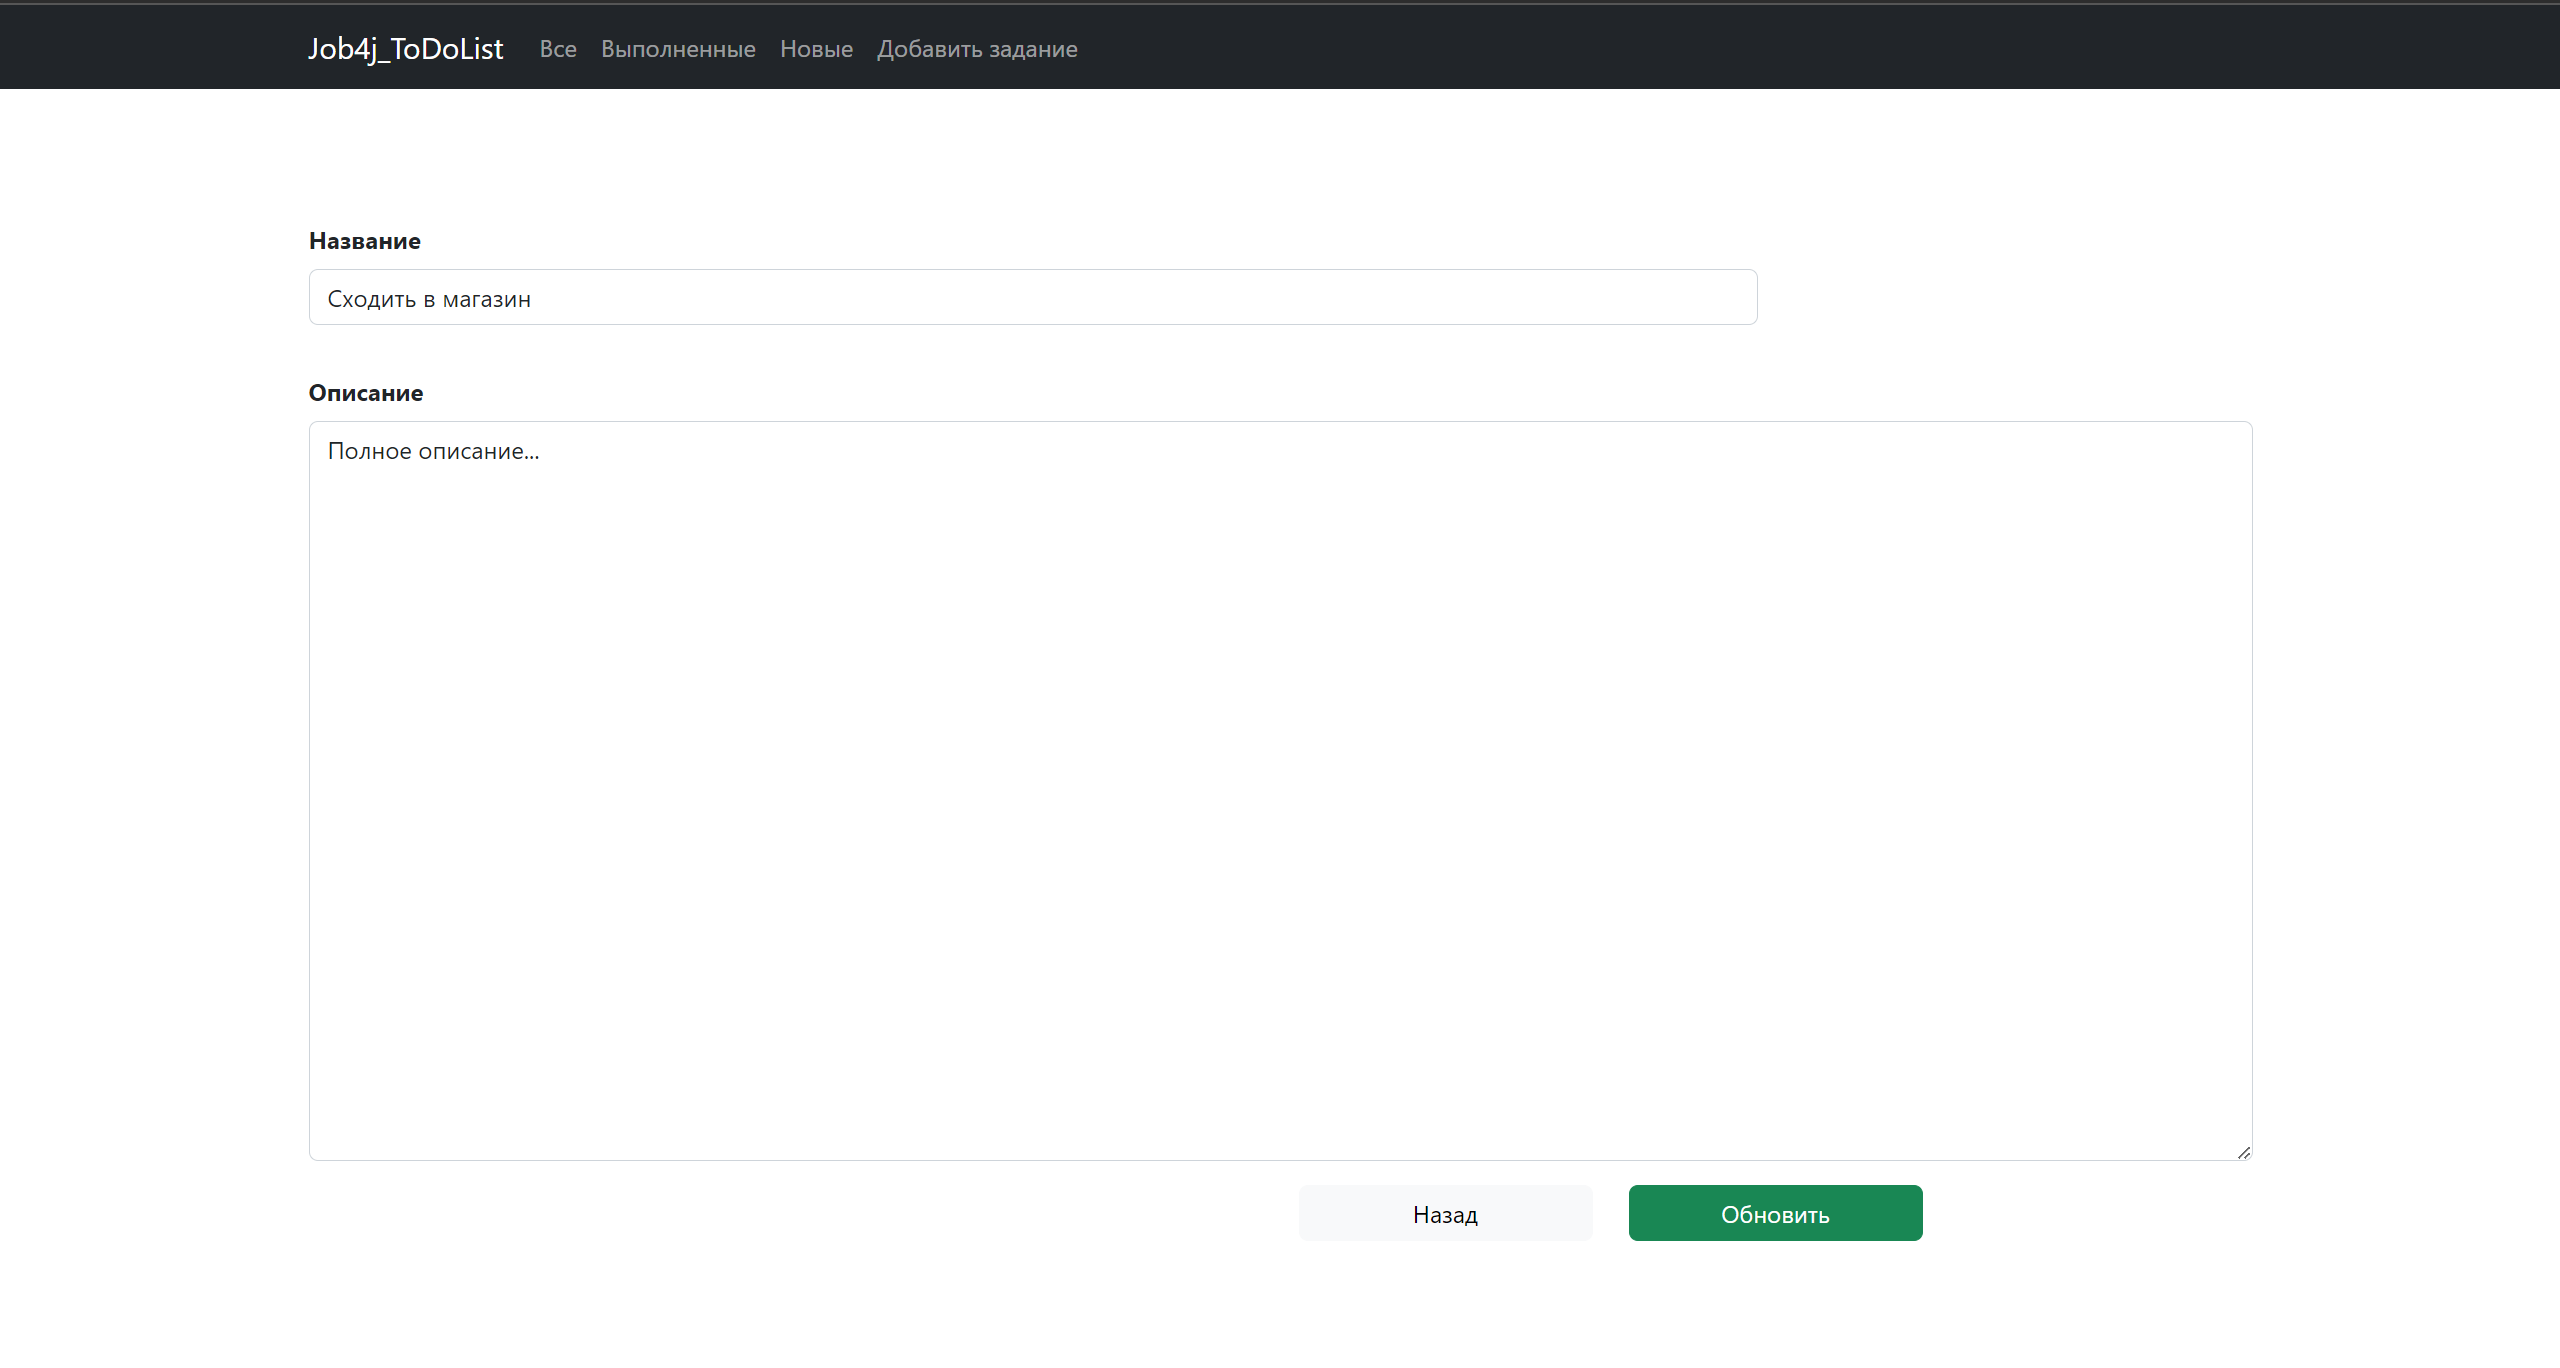 Job4j_ToDoList Все Выполненные Новые Добавить задание
Название
Сходить в магазин
Описание
Полное описание...
Назад Обновить